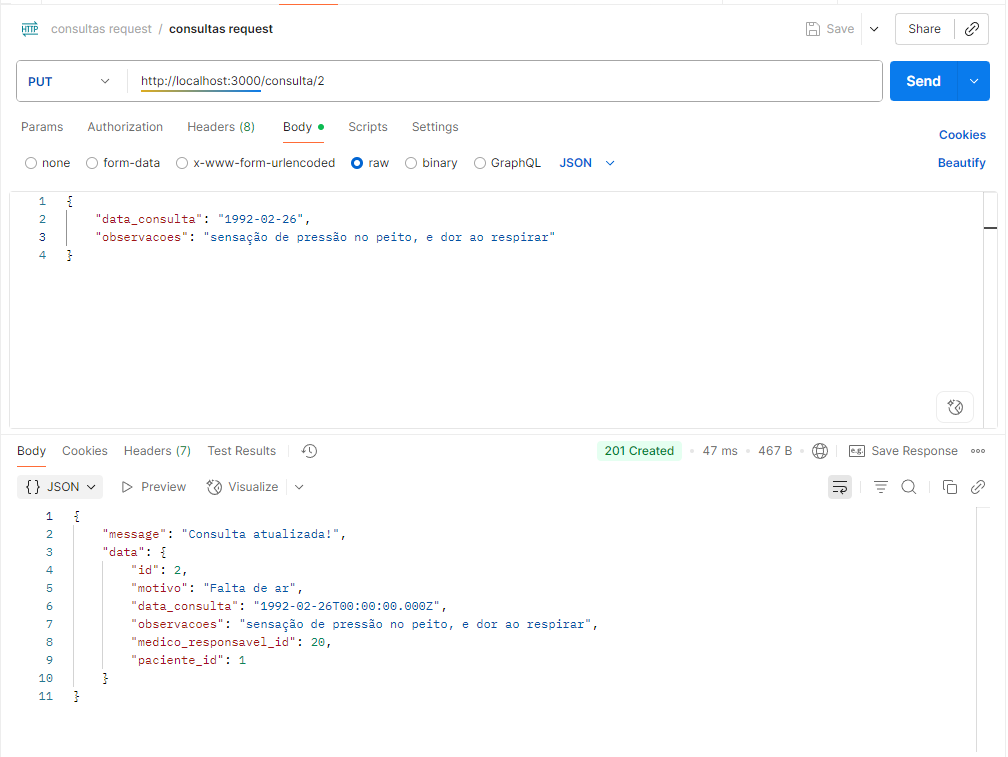 HTTP consultas request / consultas request Save Share
PUT http://localhost:3000/consulta/2 Send
Params Authorization Headers (8) Body Scripts Settings Cookies
none form-data x-www-form-urlencoded raw binary GraphQL JSON Beautify
1 {
2 "data_consulta": "1992-02-26",
3 "observacoes": "sensação de pressão no peito, e dor ao respirar"
4 }
Body Cookies Headers (7) Test Results 201 Created • 47 ms • 467 B e.g. Save Response
{} JSON Preview Visualize
1 {
2 "message": "Consulta atualizada!",
3 "data": {
4 "id": 2,
5 "motivo": "Falta de ar",
6 "data_consulta": "1992-02-26T00:00:00.000Z",
7 "observacoes": "sensação de pressão no peito, e dor ao respirar",
8 "medico_responsavel_id": 20,
9 "paciente_id": 1
10 }
11 }